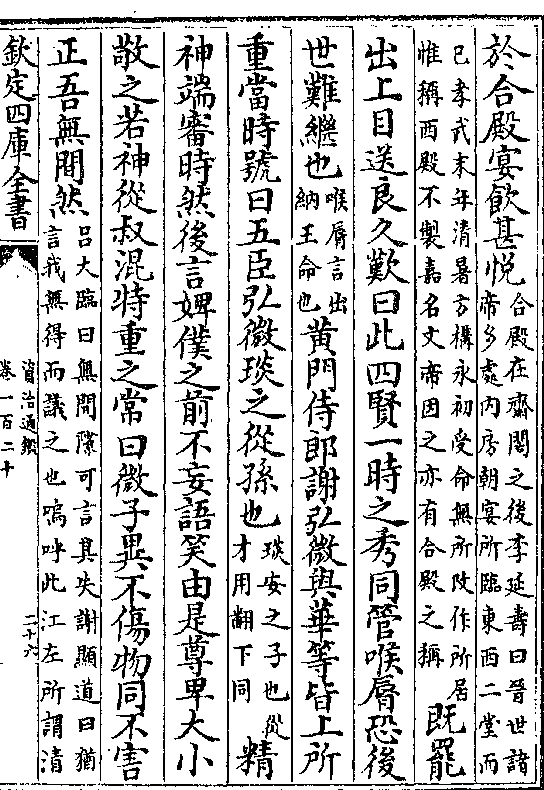 於合殿宴飲甚悅合殿在齋閤之後李延壽曰晉世諸帝多處內房朝宴所臨東西二堂而
已孝武末年清暑方構永初受命無所改作所居惟稱西殿不製嘉名文帝因之亦有合殿之稱既罷
出上目送良久歎曰此四賢一時之秀同管喉脣恐後
世難繼也喉脣言出納王命也黃門侍郎謝弘微與華等皆上所
重當時號曰五臣弘微琰之從孫也琰安之子也從才用翻下同精
神端審時然後言婢僕之前不妄語笑由是尊卑大小
敬之若神從叔混特重之常曰微子異不傷物同不害
正吾無間然呂大臨曰無間隙可言其失謝顯道曰猶言我無得而議之也嗚呼此江左所謂清
欽定四庫全書
資治通鑑
卷一百二十
二十六